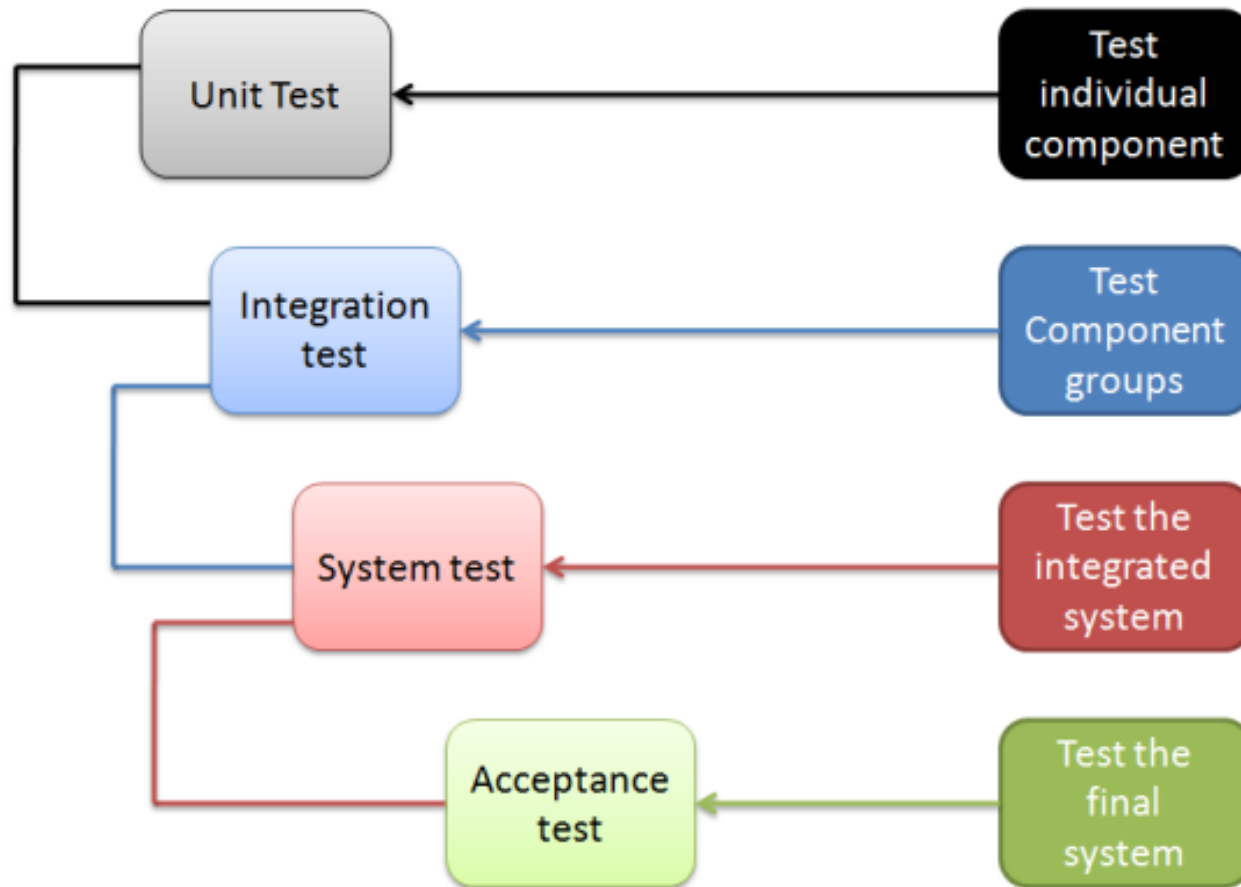 Unit Test
Test
individual
component
Integration
test
Test
Component
groups
System test
Test the
integrated
system
Acceptance
test
Test the
final
system